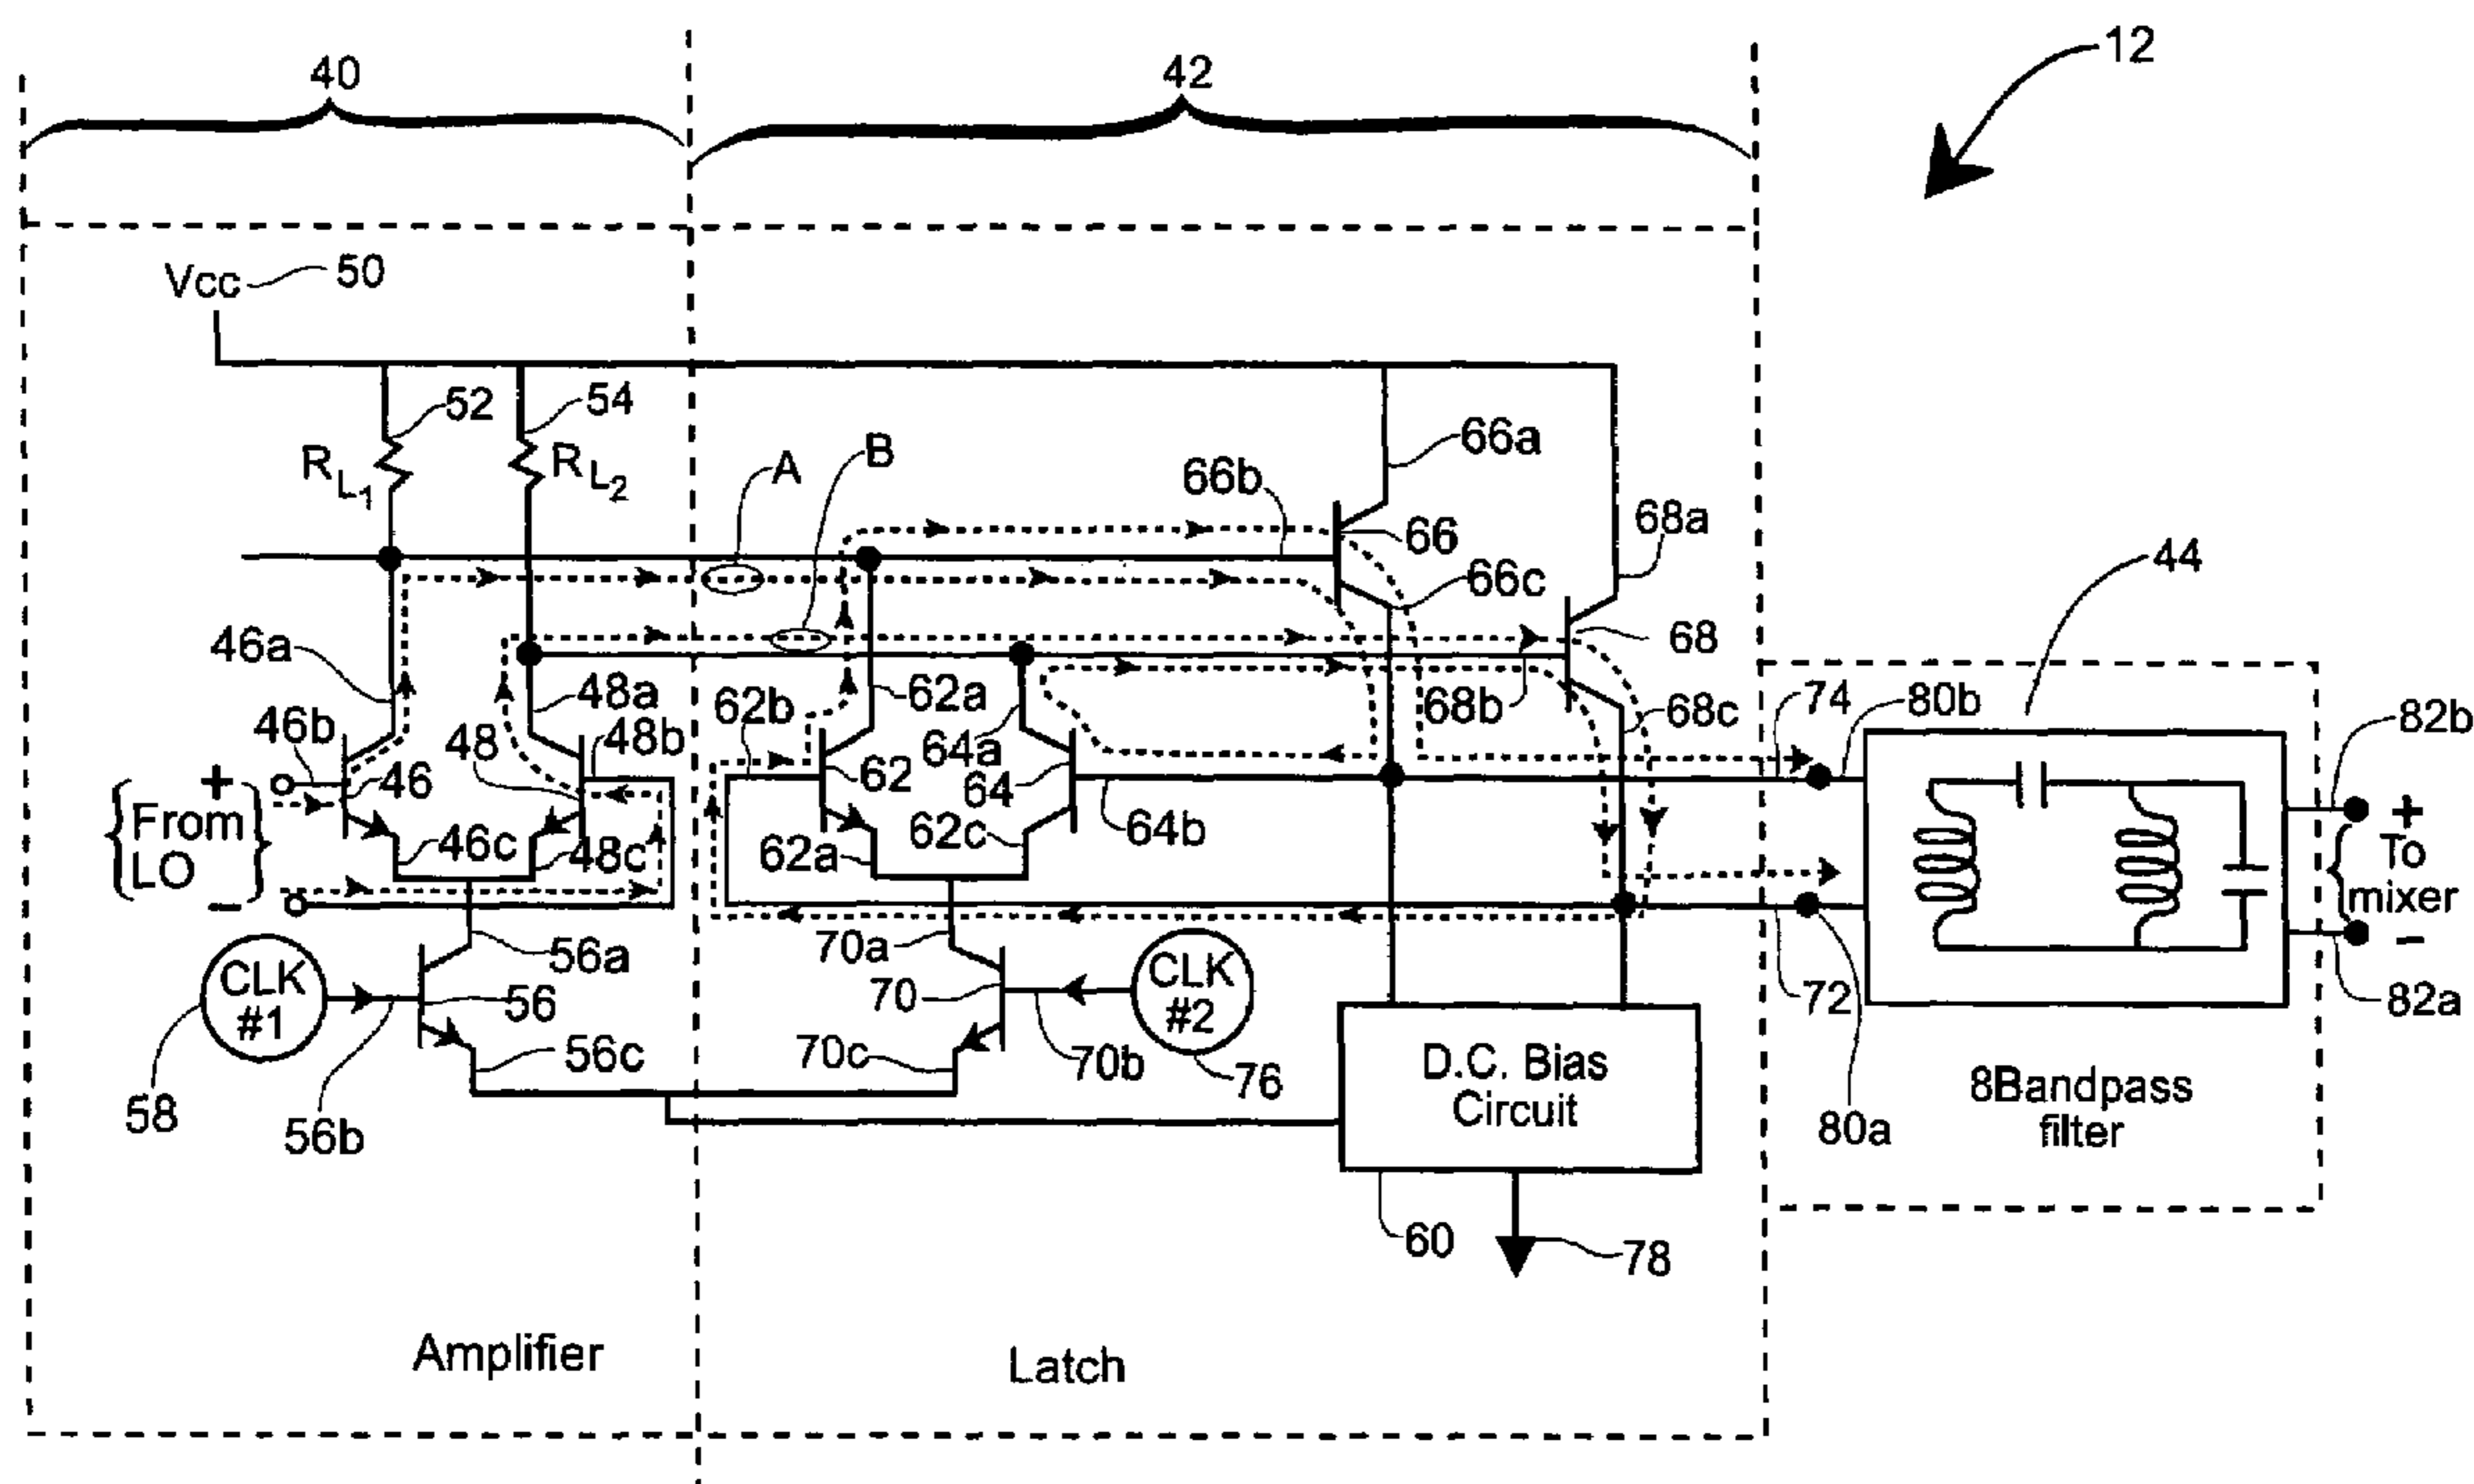 40
42
12
Vcc
50
52
54
RL1
RL2
A
B
66a
66b
66
66c
68a
68
68b
68c
44
46a
46b
46
46c
48a
48
48b
48c
+
From
LO
-
62b
62a
62
64a
64
62c
62a
64b
74
80b
82b
+
To
mixer
-
82a
72
80a
CLK
#1
58
56a
56
56b
56c
70a
70
70b
70c
CLK
#2
76
D.C. Bias
Circuit
60
78
8Bandpass
filter
Amplifier
Latch